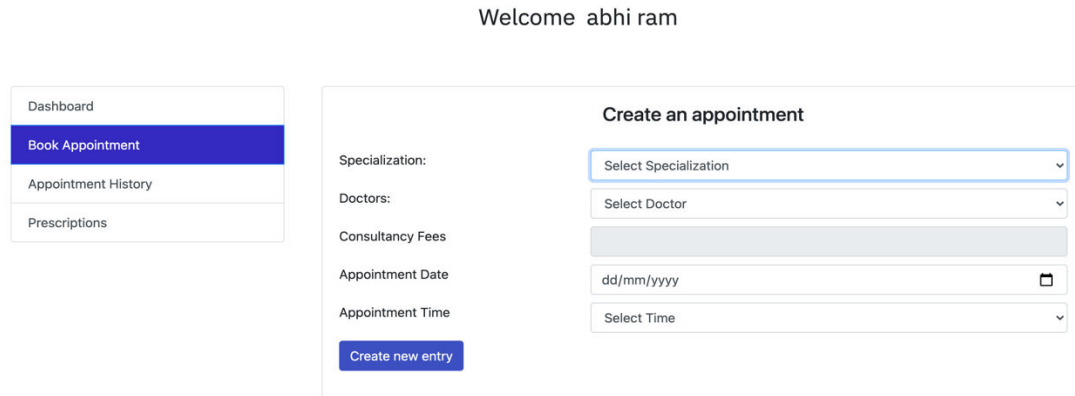 Welcome abhi ram
Dashboard
Book Appointment
Appointment History
Prescriptions
Create an appointment
Specialization:
Select Specialization
Doctors:
Select Doctor
Consultancy Fees
Appointment Date
dd/mm/yyyy
Appointment Time
Select Time
Create new entry